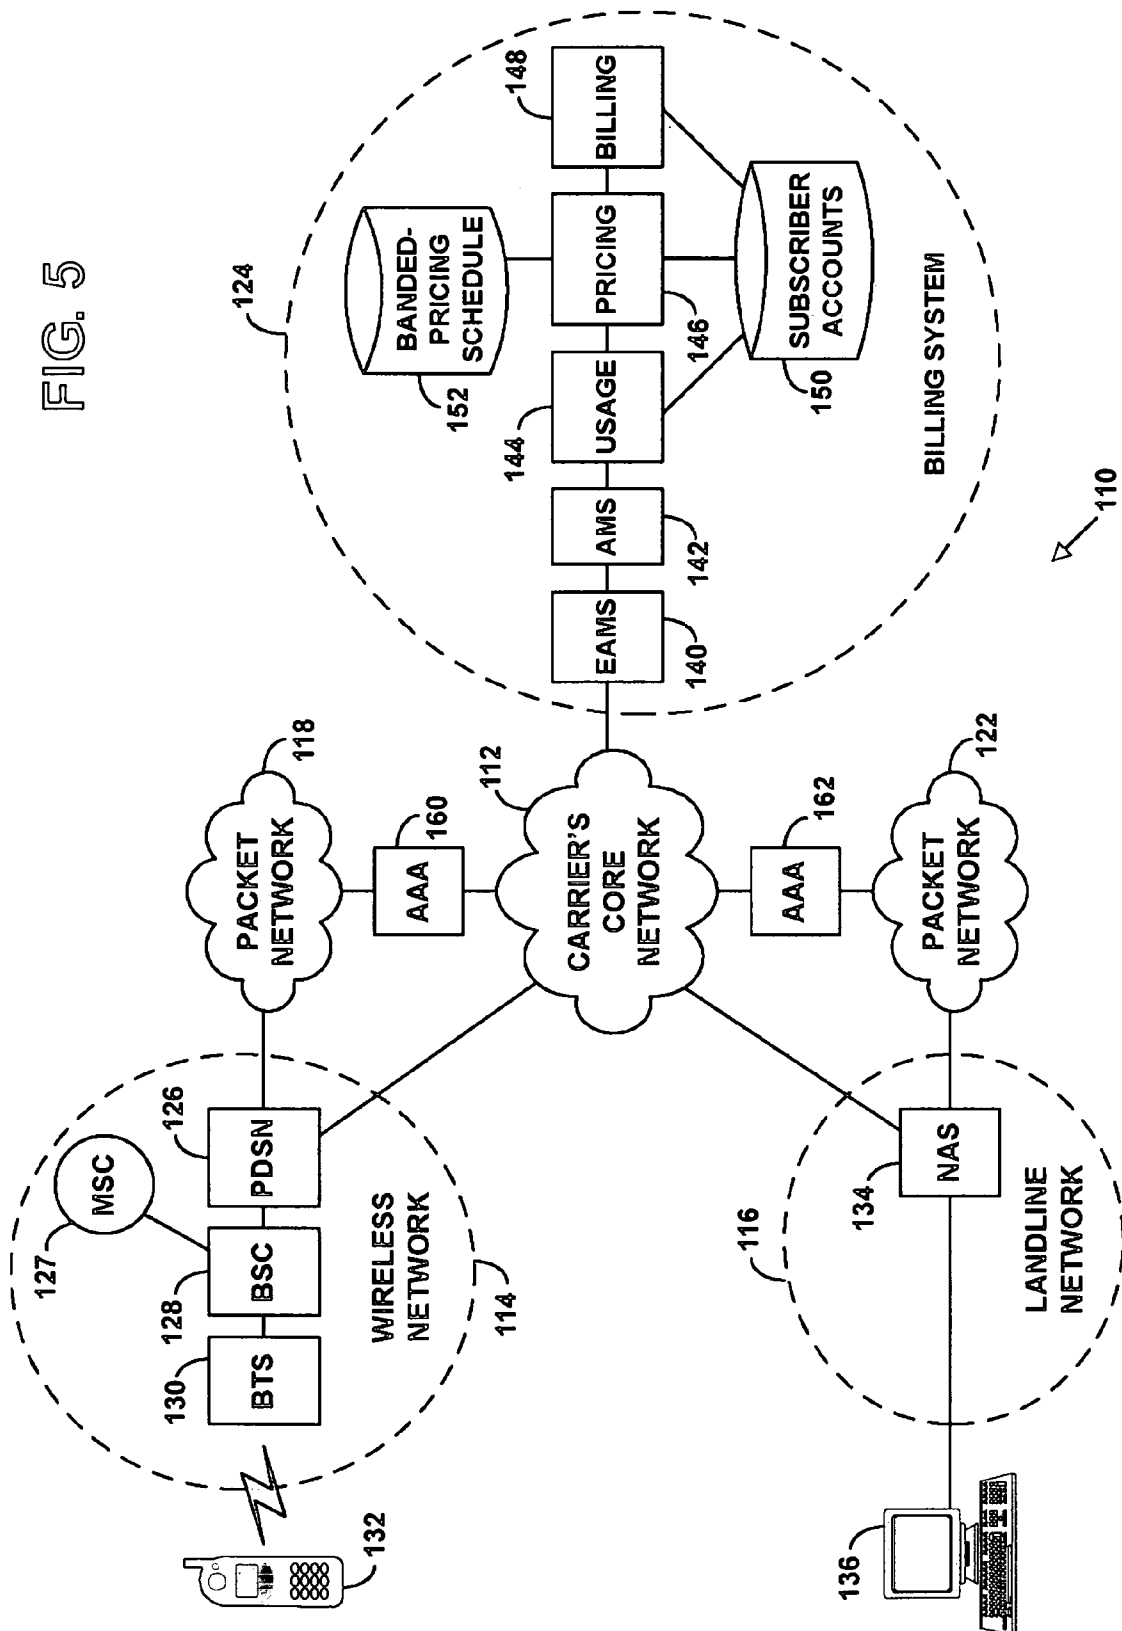 FIG. 5
124
148
BILLING
BANDED-
PRICING
SCHEDULE
152
PRICING
146
SUBSCRIBER
ACCOUNTS
150
144
USAGE
AMS
142
EAMS
140
BILLING SYSTEM
110
118
PACKET
NETWORK
160
AAA
112
CARRIER'S
CORE
NETWORK
162
AAA
122
PACKET
NETWORK
127
MSC
126
PDSN
128
BSC
130
BTS
WIRELESS
NETWORK
114
132
116
134
NAS
LANDLINE
NETWORK
136